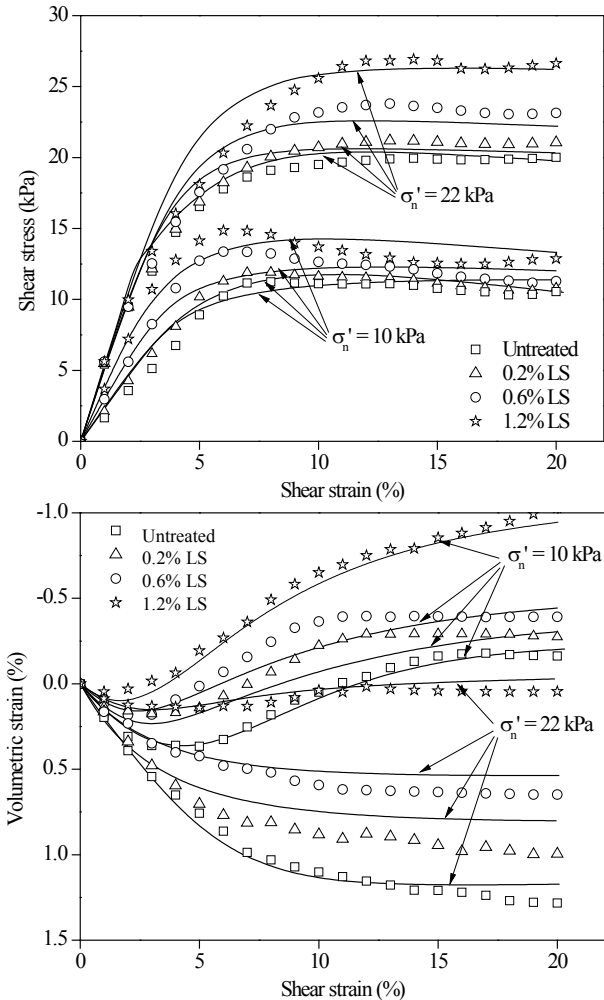 30
25
20
15
10
5
0
Shear stress (kPa)
σn' = 22 kPa
σn' = 10 kPa
Untreated
0.2% LS
0.6% LS
1.2% LS
0 5 10 15 20
Shear strain (%)
-1.0
-0.5
0.0
0.5
1.0
1.5
Volumetric strain (%)
Untreated
0.2% LS
0.6% LS
1.2% LS
σn' = 10 kPa
σn' = 22 kPa
0 5 10 15 20
Shear strain (%)